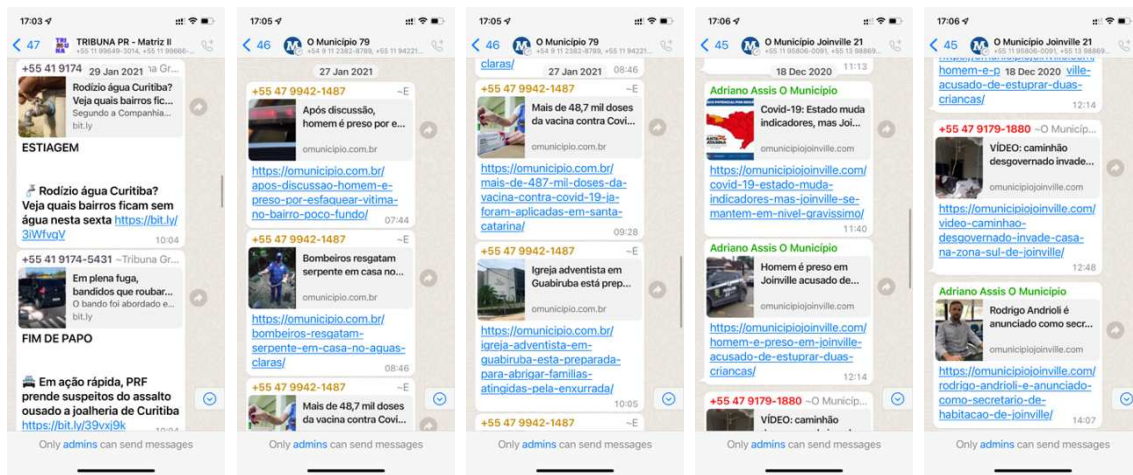 17:03
47
TRIBUNA PR - Matriz II
+55 11 99649-3014, +55 11 99666-...
+55 41 9174
29 Jan 2021
na Gr...
Rodízio água Curitiba?
Veja quais bairros fic...
Segundo a Companhia...
bit.ly
ESTIAGEM
🚰 Rodízio água Curitiba?
Veja quais bairros ficam sem
água nesta sexta https://bit.ly/
3iWfvqV
10:04
+55 41 9174-5431 ~Tribuna Gr...
Em plena fuga,
bandidos que roubar...
O bando foi abordado e...
bit.ly
FIM DE PAPO
🚔 Em ação rápida, PRF
prende suspeitos do assalto
ousado a joalheria de Curitiba
https://bit.ly/39vxj9k
10:04
Only admins can send messages
17:05
46
O Município 79
+54 9 11 2382-8789, +55 11 94221...
27 Jan 2021
+55 47 9942-1487 ~E
Após discussão,
homem é preso por e...
omunicipio.com.br
https://omunicipio.com.br/
apos-discussao-homem-e-
preso-por-esfaquear-vitima-
no-bairro-poco-fundo/
07:44
+55 47 9942-1487 ~E
Bombeiros resgatam
serpente em casa no...
omunicipio.com.br
https://omunicipio.com.br/
bombeiros-resgatam-
serpente-em-casa-no-aguas-
claras/
08:46
+55 47 9942-1487 ~E
Mais de 48,7 mil doses
da vacina contra Covi...
Only admins can send messages
17:05
46
O Município 79
+54 9 11 2382-8789, +55 11 94221...
claras/
27 Jan 2021
08:46
+55 47 9942-1487 ~E
Mais de 48,7 mil doses
da vacina contra Covi...
omunicipio.com.br
https://omunicipio.com.br/
mais-de-487-mil-doses-da-
vacina-contra-covid-19-ja-
foram-aplicadas-em-santa-
catarina/
09:28
+55 47 9942-1487 ~E
Igreja adventista em
Guabiruba está prep...
omunicipio.com.br
https://omunicipio.com.br/
igreja-adventista-em-
guabiruba-esta-preparada-
para-abrigar-familias-
atingidas-pela-enxurrada/
10:05
+55 47 9942-1487 ~E
Only admins can send messages
17:06
45
O Município Joinville 21
+55 11 95806-0091, +55 13 98869...
18 Dec 2020
11:13
Adriano Assis O Município
Covid-19: Estado muda
indicadores, mas Joi...
omunicipiojoinville.com
https://omunicipiojoinville.com/
covid-19-estado-muda-
indicadores-mas-joinville-se-
mantem-em-nivel-gravissimo/
11:40
Adriano Assis O Município
Homem é preso em
Joinville acusado de...
omunicipiojoinville.com
https://omunicipiojoinville.com/
homem-e-preso-em-joinville-
acusado-de-estuprar-duas-
criancas/
12:14
+55 47 9179-1880 ~O Municíp...
VÍDEO: caminhão
Only admins can send messages
17:06
45
O Município Joinville 21
+55 11 95806-0091, +55 13 98869...
homem-e-p
18 Dec 2020
ville-
acusado-de-estuprar-duas-
criancas/
12:14
+55 47 9179-1880 ~O Municíp...
VÍDEO: caminhão
desgovernado invade...
omunicipiojoinville.com
https://omunicipiojoinville.com/
video-caminhao-
desgovernado-invade-casa-
na-zona-sul-de-joinville/
12:48
Adriano Assis O Município
Rodrigo Andrioli é
anunciado como secr...
omunicipiojoinville.com
https://omunicipiojoinville.com/
rodrigo-andrioli-e-anunciado-
como-secretario-de-
habitacao-de-joinville/
14:07
Only admins can send messages